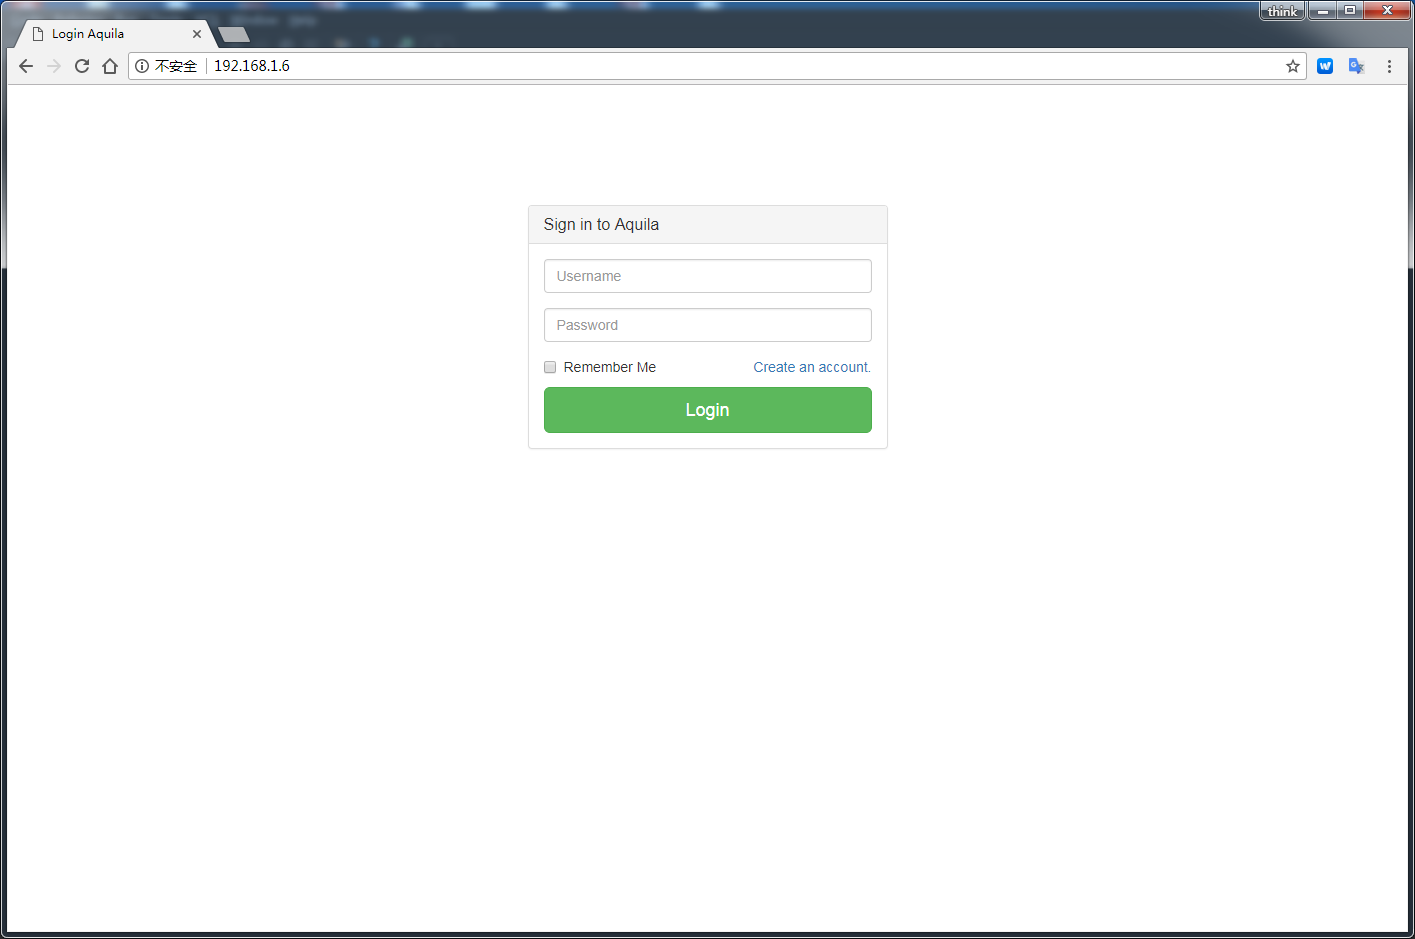 think
Login Aquila
不安全 192.168.1.6
Sign in to Aquila
Username
Password
Remember Me Create an account.
Login